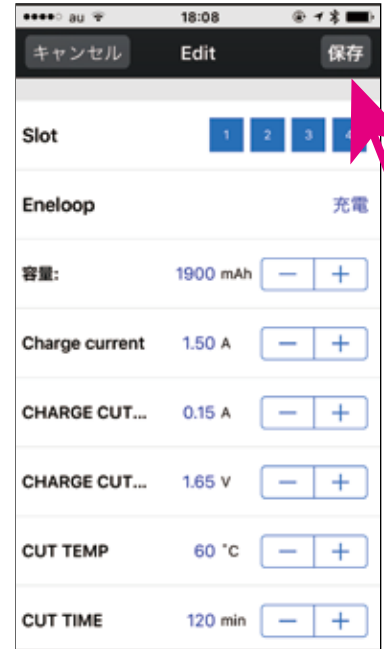 au 18:08
キャンセル Edit 保存
Slot 1 2 3 4
Eneloop 充電
容量: 1900 mAh − +
Charge current 1.50 A − +
CHARGE CUT... 0.15 A − +
CHARGE CUT... 1.65 V − +
CUT TEMP 60 °C − +
CUT TIME 120 min − +